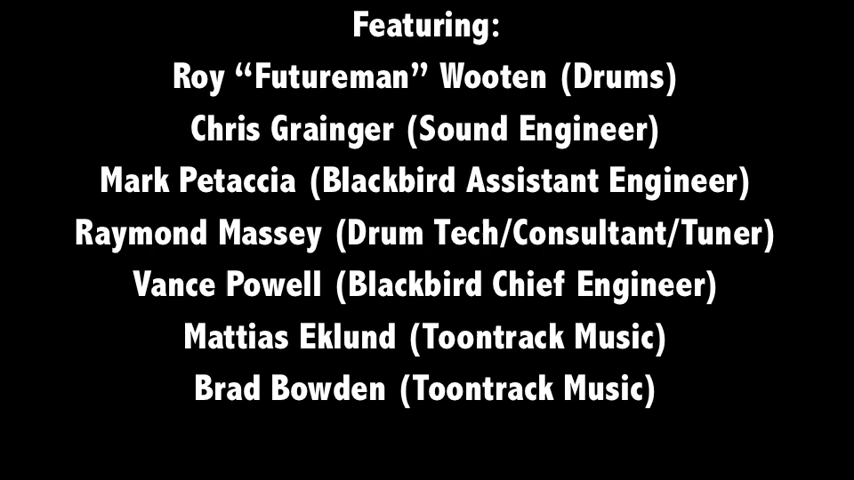 Featuring:
Roy “Futureman” Wooten (Drums)
Chris Grainger (Sound Engineer)
Mark Petaccia (Blackbird Assistant Engineer)
Raymond Massey (Drum Tech/Consultant/Tuner)
Vance Powell (Blackbird Chief Engineer)
Mattias Eklund (Toontrack Music)
Brad Bowden (Toontrack Music)